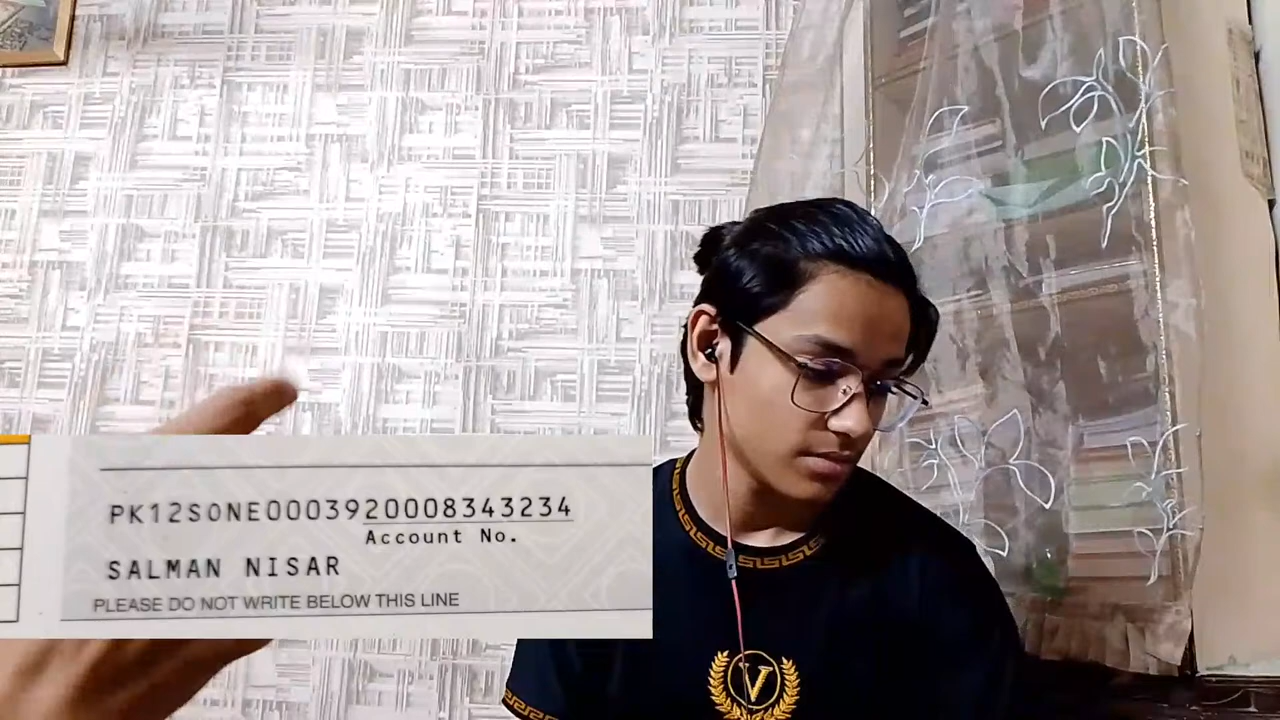 PK12SONE0003920008343234
Account No.
SALMAN NISAR
PLEASE DO NOT WRITE BELOW THIS LINE
V